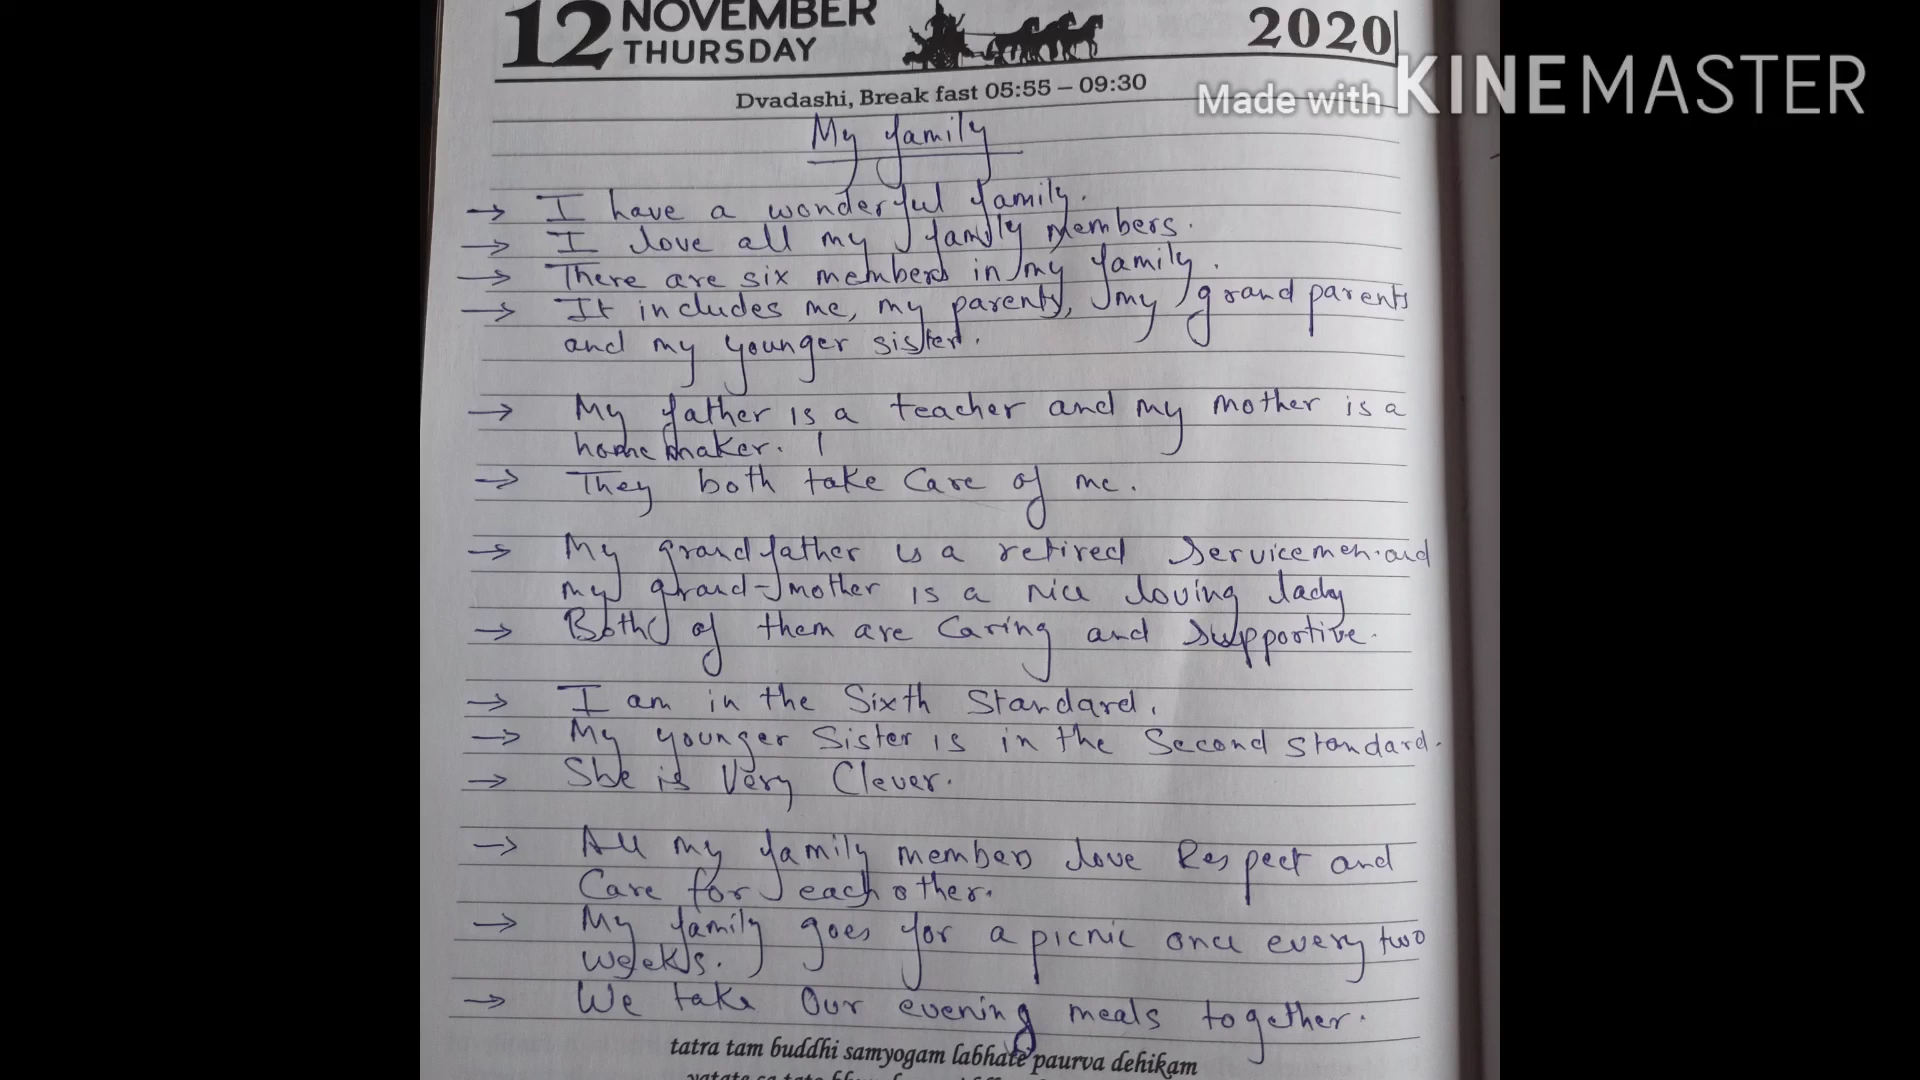 12 NOVEMBER
THURSDAY
2020
Dvadashi, Break fast 05:55 – 09:30
Made with KINEMASTER
My family
→ I have a wonderful family.
→ I love all my family members.
→ There are six members in my family.
→ It includes me, my parents, my grandparents
and my younger sister.
→ My father is a teacher and my mother is a
homemaker.
→ They both take Care of me.
→ My grandfather is a retired Servicemen. and
my grand-mother is a nice loving lady
→ Both of them are Caring and Supportive.
→ I am in the Sixth Standard.
→ My younger Sister is in the Second Standard.
→ She is Very Clever.
→ All my family members love Respect and
Care for each other.
→ My family goes for a picnic once every two
weeks.
→ We take Our evening meals together.
tatra tam buddhi samyogam labhate paurva dehikam